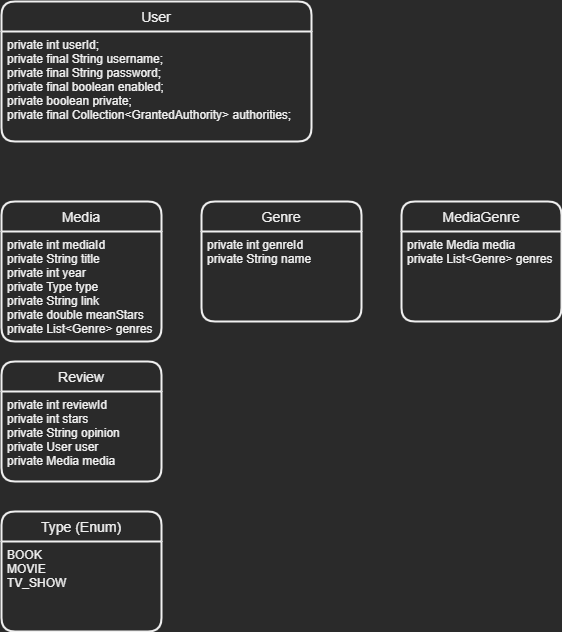 User
private int userId;
private final String username;
private final String password;
private final boolean enabled;
private boolean private;
private final Collection<GrantedAuthority> authorities;
Media
private int mediaId
private String title
private int year
private Type type
private String link
private double meanStars
private List<Genre> genres
Genre
private int genreId
private String name
MediaGenre
private Media media
private List<Genre> genres
Review
private int reviewId
private int stars
private String opinion
private User user
private Media media
Type (Enum)
BOOK
MOVIE
TV_SHOW